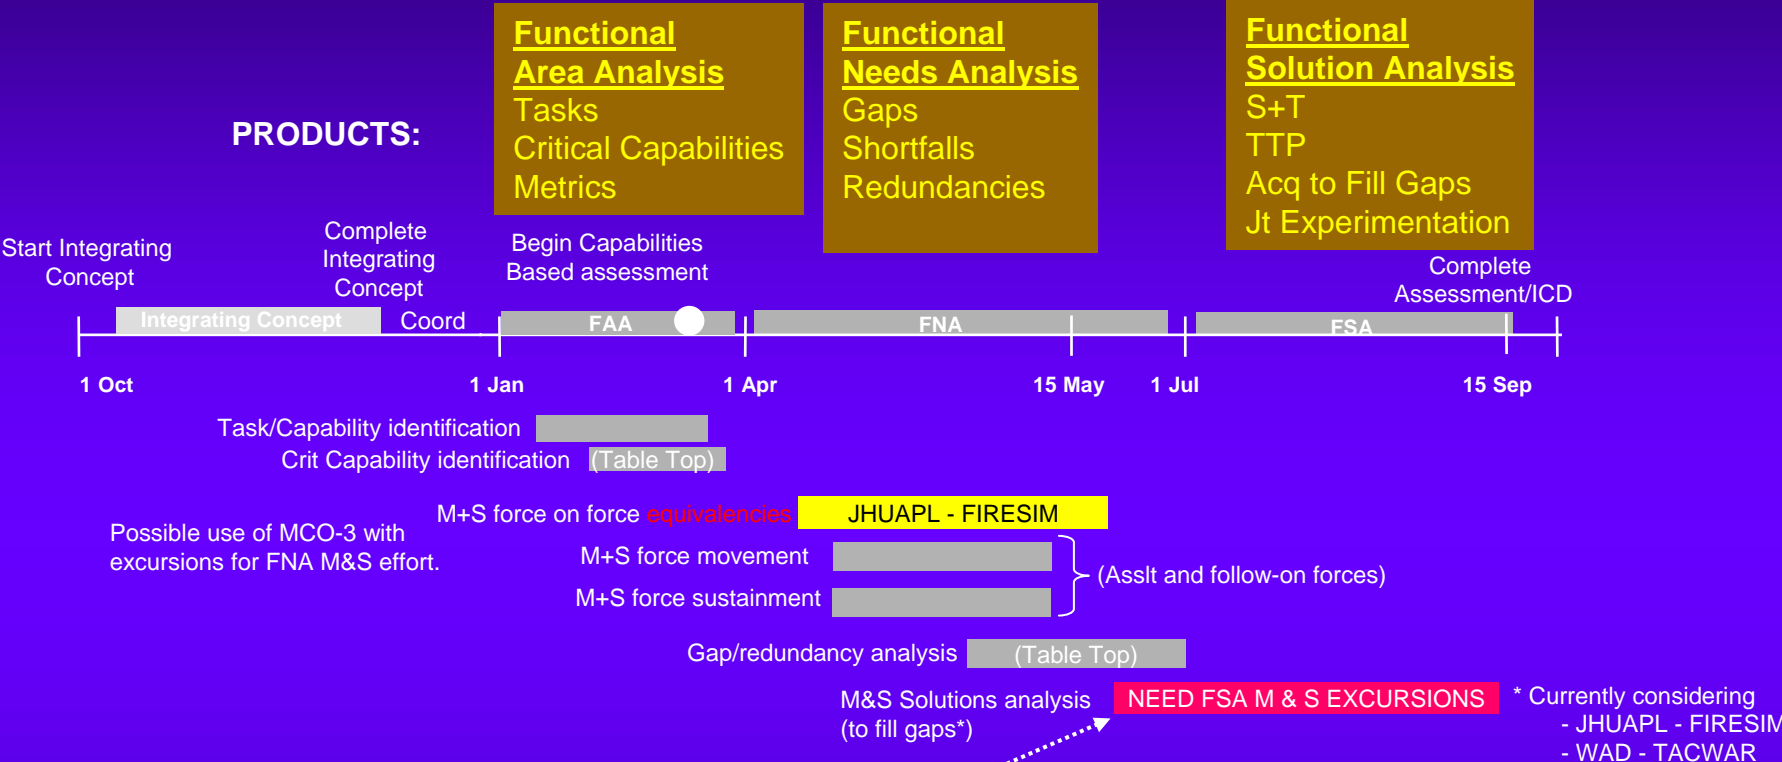 Functional
Area Analysis
Tasks
Critical Capabilities
Metrics
Functional
Needs Analysis
Gaps
Shortfalls
Redundancies
Functional
Solution Analysis
S+T
TTP
Acq to Fill Gaps
Jt Experimentation
PRODUCTS:
Start Integrating
Concept
Complete
Integrating
Concept
Begin Capabilities
Based assessment
Complete
Assessment/ICD
Integrating Concept
Coord
FAA
FNA
FSA
1 Oct
1 Jan
1 Apr
15 May
1 Jul
15 Sep
Task/Capability identification
Crit Capability identification (Table Top)
M+S force on force equivalencies JHUAPL - FIRESIM
Possible use of MCO-3 with
excursions for FNA M&S effort.
M+S force movement
(Asslt and follow-on forces)
M+S force sustainment
Gap/redundancy analysis (Table Top)
M&S Solutions analysis
(to fill gaps*)
NEED FSA M & S EXCURSIONS
* Currently considering
- JHUAPL - FIRESIM
- WAD - TACWAR